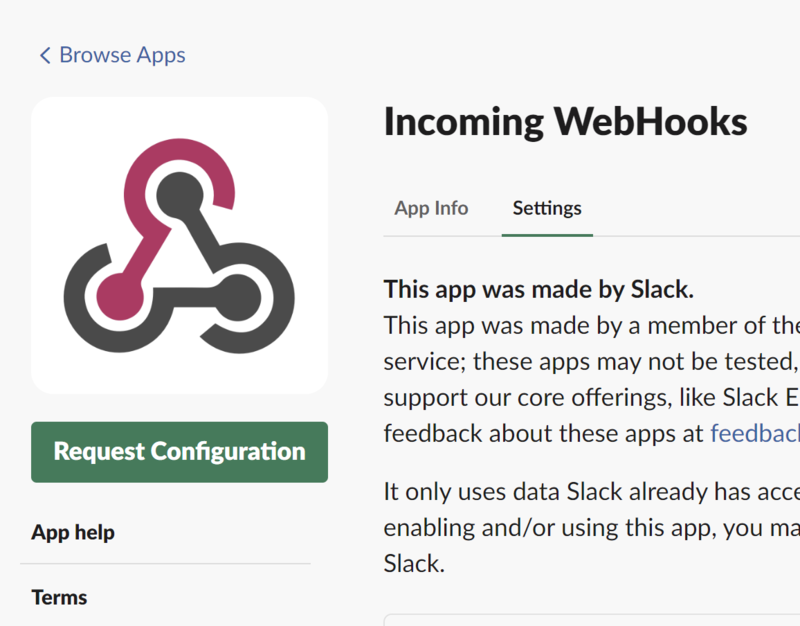 Browse Apps
Incoming WebHooks
App Info Settings
This app was made by Slack.
This app was made by a member of the
service; these apps may not be tested,
support our core offerings, like Slack E
feedback about these apps at feedback
It only uses data Slack already has acce
enabling and/or using this app, you ma
Slack.
Request Configuration
App help
Terms